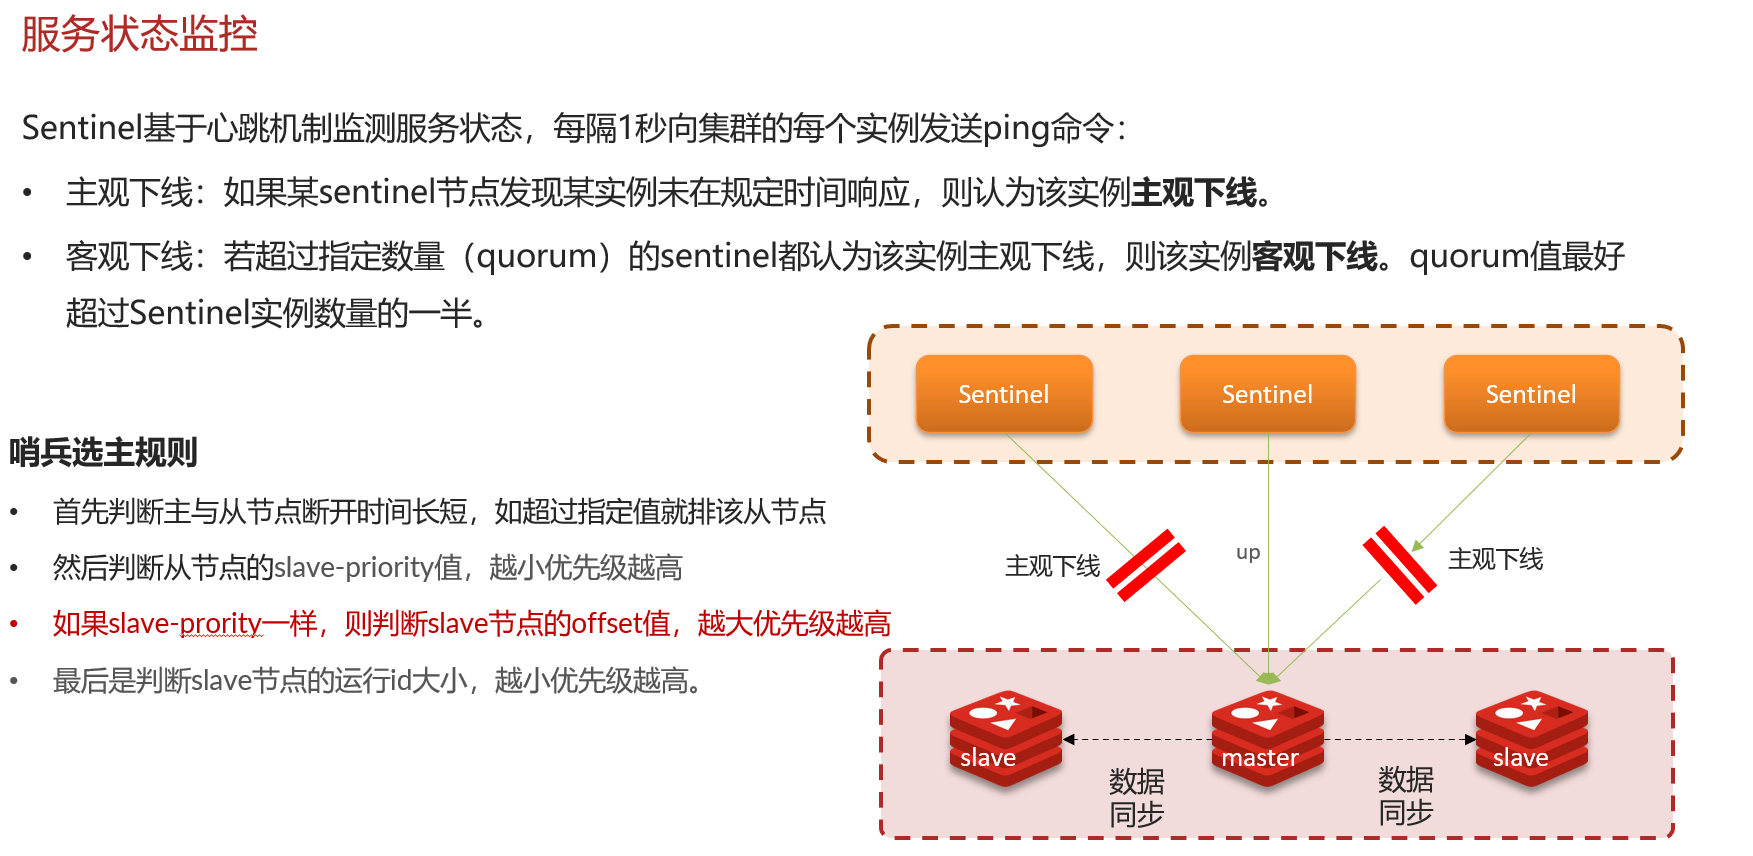 服务状态监控
Sentinel基于心跳机制监测服务状态，每隔1秒向集群的每个实例发送ping命令：
• 主观下线：如果某sentinel节点发现某实例未在规定时间响应，则认为该实例主观下线。
• 客观下线：若超过指定数量（quorum）的sentinel都认为该实例主观下线，则该实例客观下线。quorum值最好
超过Sentinel实例数量的一半。
Sentinel
Sentinel
Sentinel
哨兵选主规则
• 首先判断主与从节点断开时间长短，如超过指定值就排该从节点
• 然后判断从节点的slave-priority值，越小优先级越高
• 如果slave-prority一样，则判断slave节点的offset值，越大优先级越高
• 最后是判断slave节点的运行id大小，越小优先级越高。
主观下线
up
主观下线
slave
master
slave
数据
同步
数据
同步